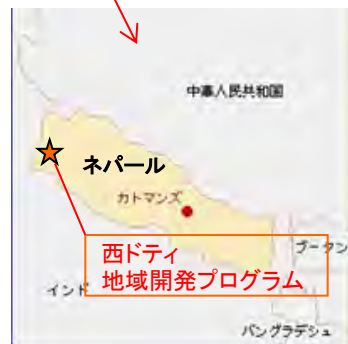 中華人民共和国
ネパール
カトマンズ
西ドティ
地域開発プログラム
ブータン
インド
バングラデシュ